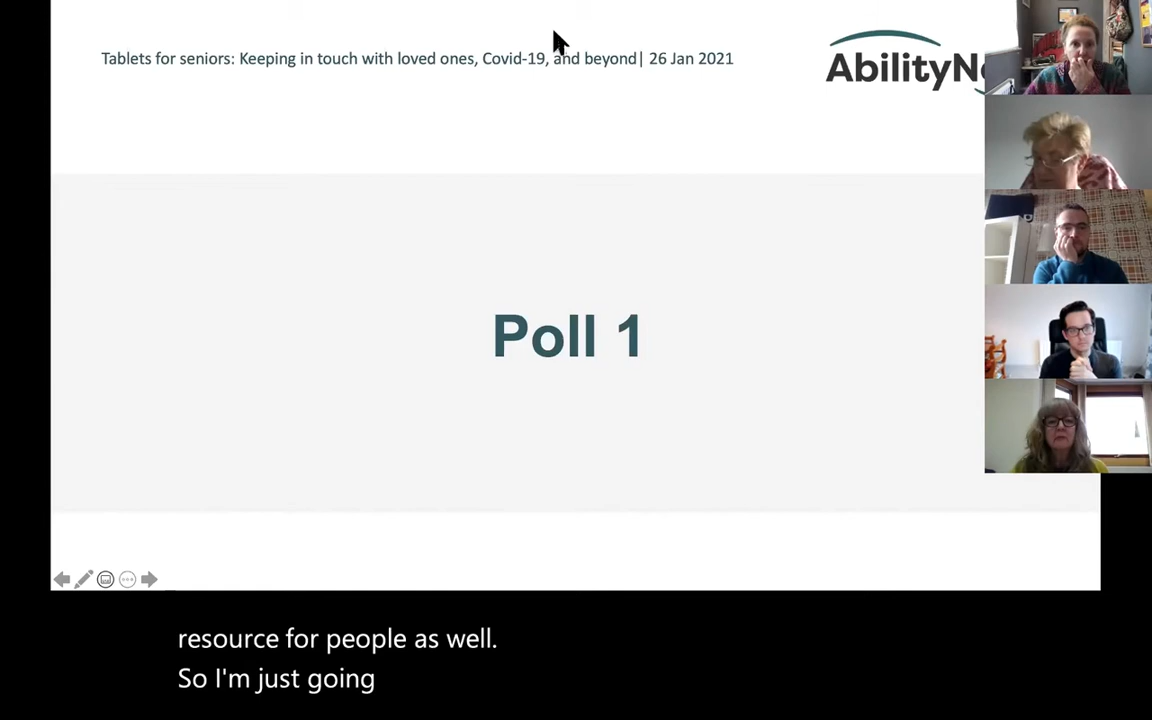 Tablets for seniors: Keeping in touch with loved ones, Covid-19, and beyond| 26 Jan 2021
AbilityN
Poll 1
resource for people as well.
So I'm just going